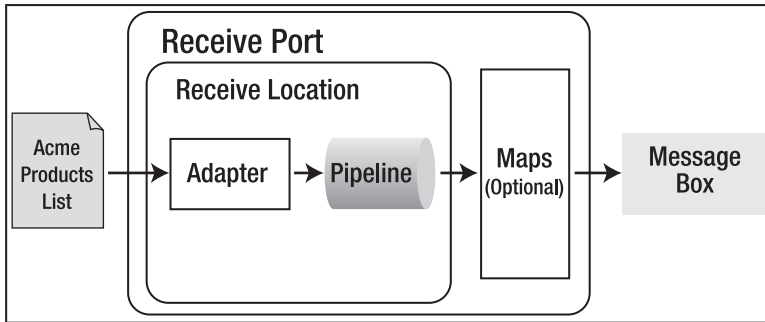 Receive Port
Receive Location
Acme
Products
List
Adapter
Pipeline
Maps
(Optional)
Message
Box